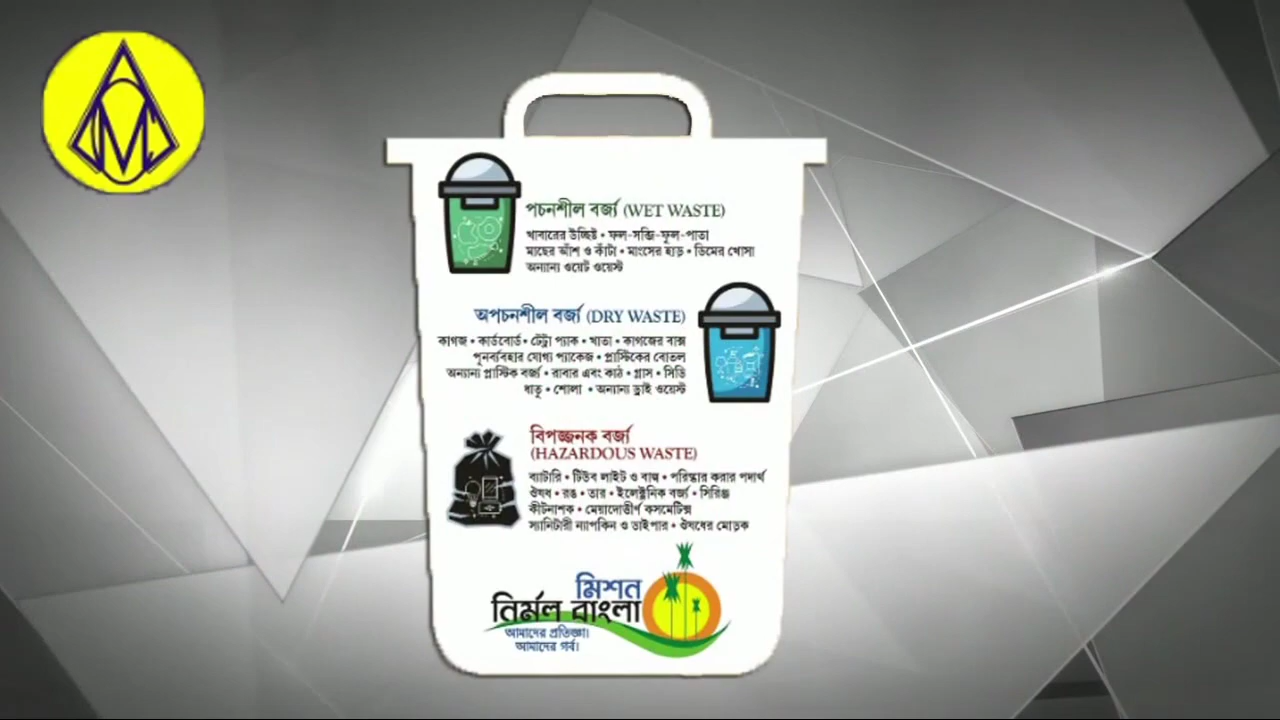 পচনশীল বর্জ্য (WET WASTE)
খাবারের উচ্ছিষ্ট • ফল-সব্জি-ফুল-পাতা
মাছের আঁশ ও কাঁটা • মাংসের হাড় • ডিমের খোসা
অন্যান্য ওয়েট ওয়েস্ট
অপচনশীল বর্জ্য (DRY WASTE)
কাগজ • কার্ডবোর্ড • টেট্রা প্যাক • খাতা • কাগজের বাক্স
পূনর্ব্যবহার যোগ্য প্যাকেজ • প্লাস্টিকের বোতল
অন্যান্য প্লাস্টিক বর্জ্য • রাবার এবং কাঠ • গ্লাস • সিডি
ধাতু • শোলা • অন্যান্য ড্রাই ওয়েস্ট
বিপজ্জনক বর্জ্য
(HAZARDOUS WASTE)
ব্যাটারি • টিউব লাইট ও বাল্ব • পরিস্কার করার পদার্থ
ঔষধ • রঙ • তার • ইলেক্ট্রনিক বর্জ্য • সিরিঞ্জ
কীটনাশক • মেয়াদোত্তীর্ণ কসমেটিক্স
স্যানিটারী ন্যাপকিন ও ডাইপার • ঔষধের মোড়ক
মিশন
নির্মল বাংলা
আমাদের প্রতিজ্ঞা।
আমাদের গর্ব।